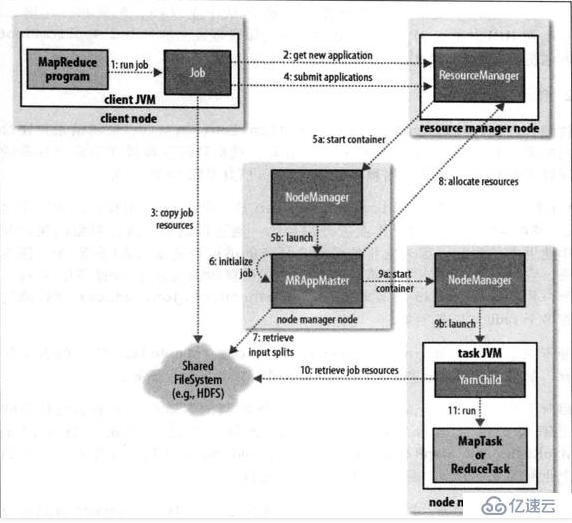 MapReduce
program
1: run job
Job
client JVM
client node
2: get new application
4: submit applications
ResourceManager
resource manager node
5a: start container
8: allocate resources
3: copy job
resources
NodeManager
5b: launch
6: initialize
job
MRAppMaster
node manager node
9a: start
container
NodeManager
9b: launch
7: retrieve
input splits
Shared
FileSystem
(e.g., HDFS)
10: retrieve job resources
task JVM
YarnChild
11: run
MapTask
or
ReduceTask
亿速云